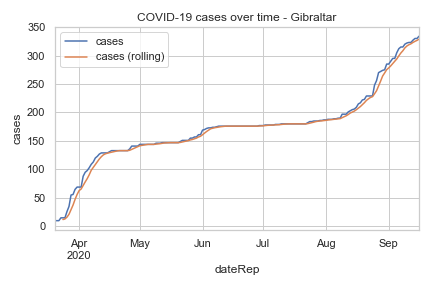 COVID-19 cases over time - Gibraltar
350
300
250
200
150
100
50
0
cases
cases
cases (rolling)
Apr
2020
May
Jun
Jul
Aug
Sep
dateRep